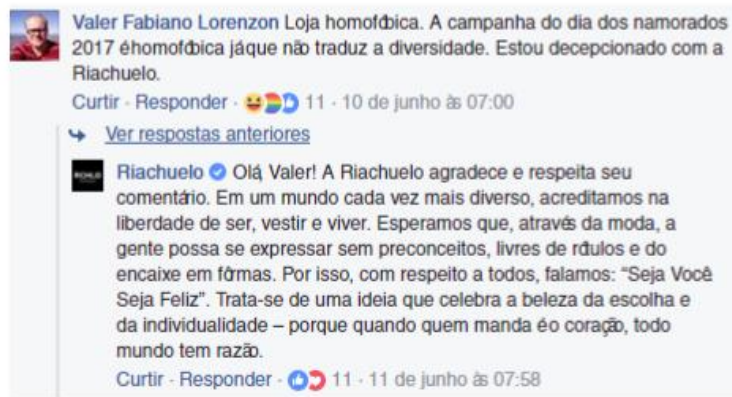 Valer Fabiano Lorenzon Loja homofóbica. A campanha do dia dos namorados
2017 éhomofóbica jáque não traduz a diversidade. Estou decepcionado com a
Riachuelo.
Curtir · Responder · 11 · 10 de junho às 07:00
Ver respostas anteriores
RCHLO
Riachuelo Olá, Valer! A Riachuelo agradece e respeita seu
comentário. Em um mundo cada vez mais diverso, acreditamos na
liberdade de ser, vestir e viver. Esperamos que, através da moda, a
gente possa se expressar sem preconceitos, livres de rótulos e do
encaixe em fôrmas. Por isso, com respeito a todos, falamos: “Seja Você
Seja Feliz”. Trata-se de uma ideia que celebra a beleza da escolha e
da individualidade – porque quando quem manda éo coração, todo
mundo tem razão.
Curtir · Responder · 11 · 11 de junho às 07:58